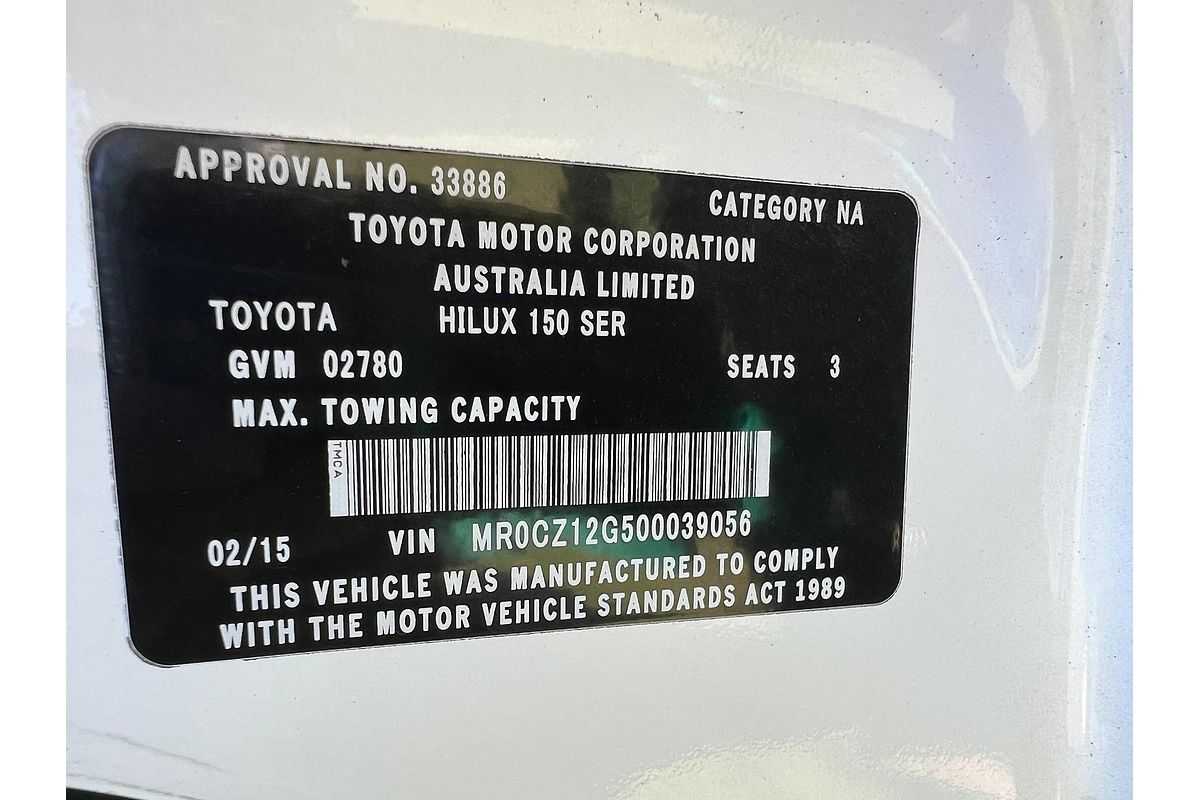 APPROVAL NO. 33886
CATEGORY NA
TOYOTA MOTOR CORPORATION
AUSTRALIA LIMITED
TOYOTA HILUX 150 SER
GVM 02780 SEATS 3
MAX. TOWING CAPACITY
TMCA
02/15 VIN MR0CZ12G500039056
THIS VEHICLE WAS MANUFACTURED TO COMPLY
WITH THE MOTOR VEHICLE STANDARDS ACT 1989